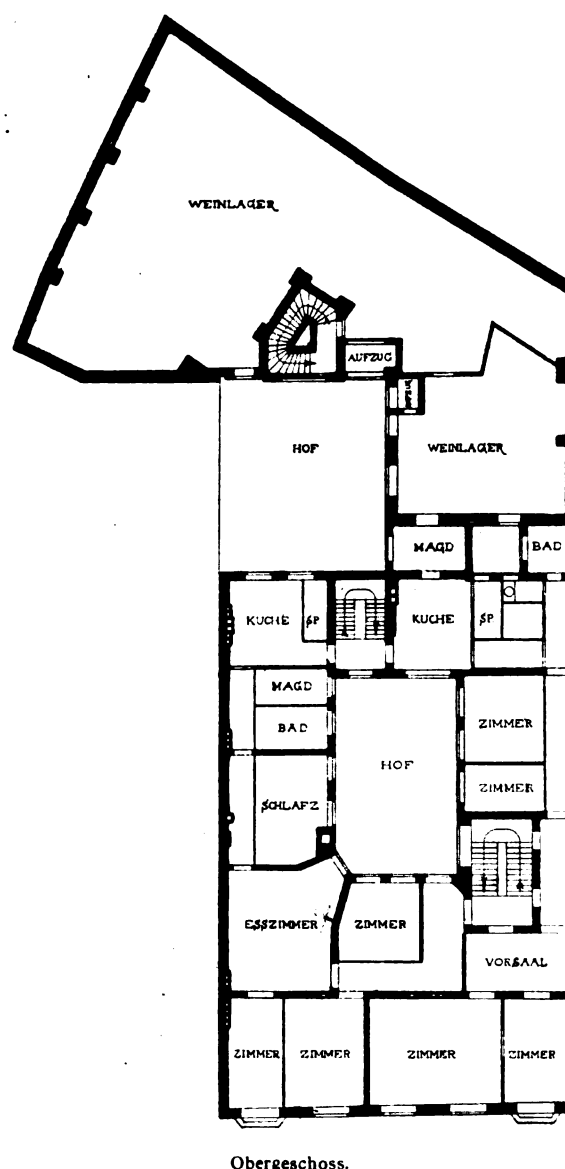 WEINLAGER
AUFZUG
HOF
WEINLAGER
MAGD
BAD
KUCHE
SP
KUCHE
SP
MAGD
BAD
ZIMMER
HOF
ZIMMER
SCHLAFZ
ESSZIMMER
ZIMMER
VORSAAL
ZIMMER
ZIMMER
ZIMMER
ZIMMER
Obergeschoss.